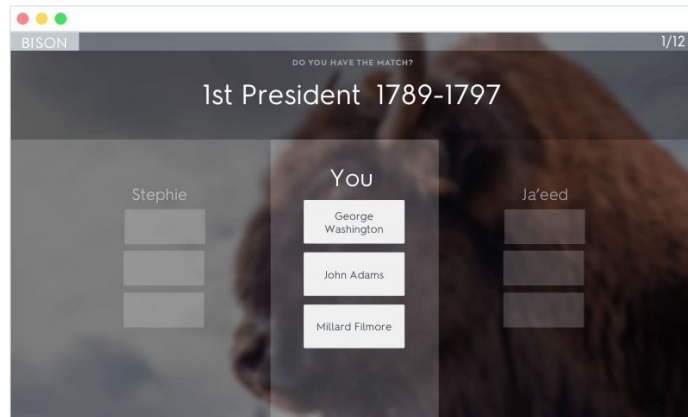 BISON
1/12
DO YOU HAVE THE MATCH?
1st President 1789-1797
Stephie
You
Ja'eed
George
Washington
John Adams
Millard Filmore